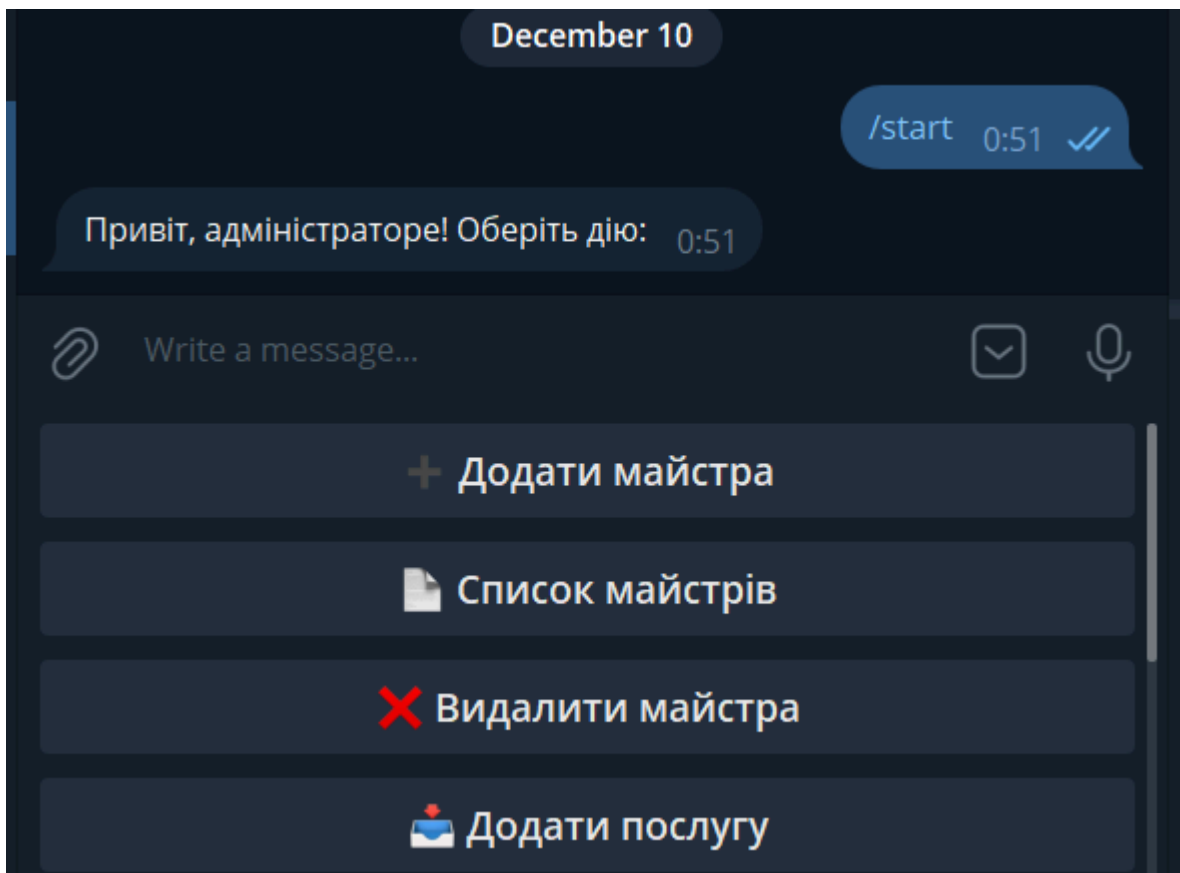 December 10
/start 0:51
Привіт, адміністраторе! Оберіть дію: 0:51
Write a message...
➕ Додати майстра
📄 Список майстрів
❌ Видалити майстра
📥 Додати послугу